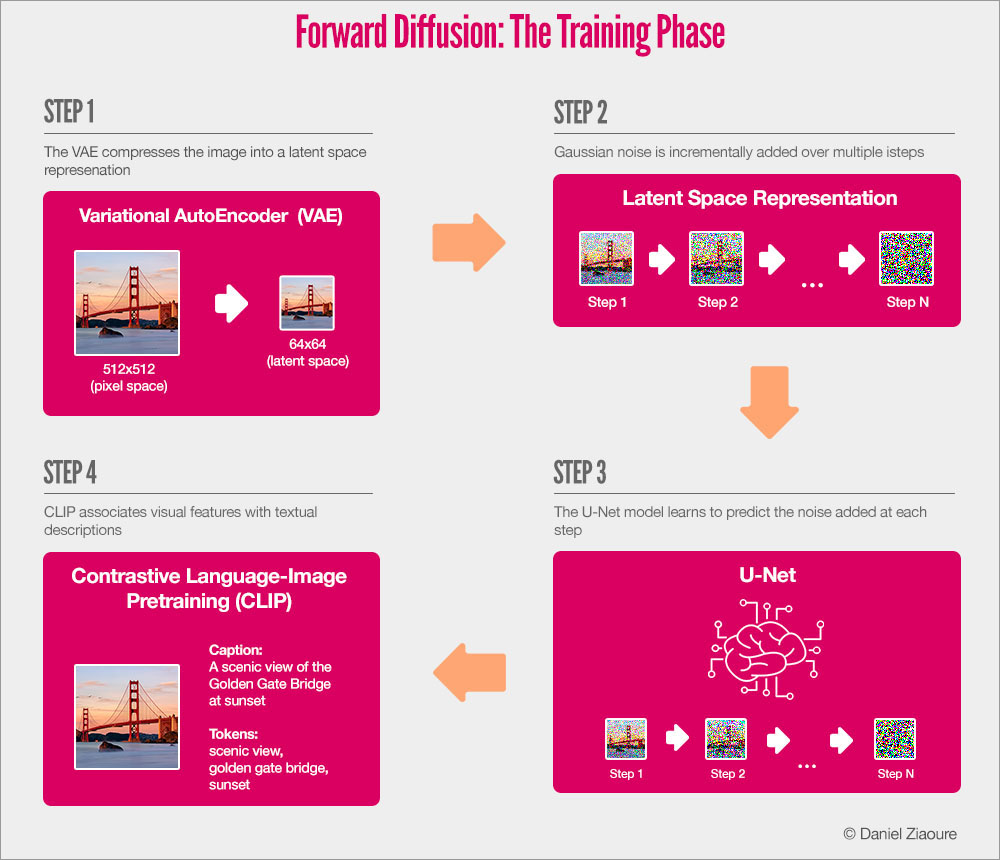 Forward Diffusion: The Training Phase
STEP 1
The VAE compresses the image into a latent space
represenation
Variational AutoEncoder (VAE)
512x512
(pixel space)
64x64
(latent space)
STEP 2
Gaussian noise is incrementally added over multiple isteps
Latent Space Representation
Step 1
Step 2
...
Step N
STEP 3
The U-Net model learns to predict the noise added at each
step
U-Net
Step 1
Step 2
...
Step N
STEP 4
CLIP associates visual features with textual
descriptions
Contrastive Language-Image
Pretraining (CLIP)
Caption:
A scenic view of the
Golden Gate Bridge
at sunset
Tokens:
scenic view,
golden gate bridge,
sunset
© Daniel Ziaoure